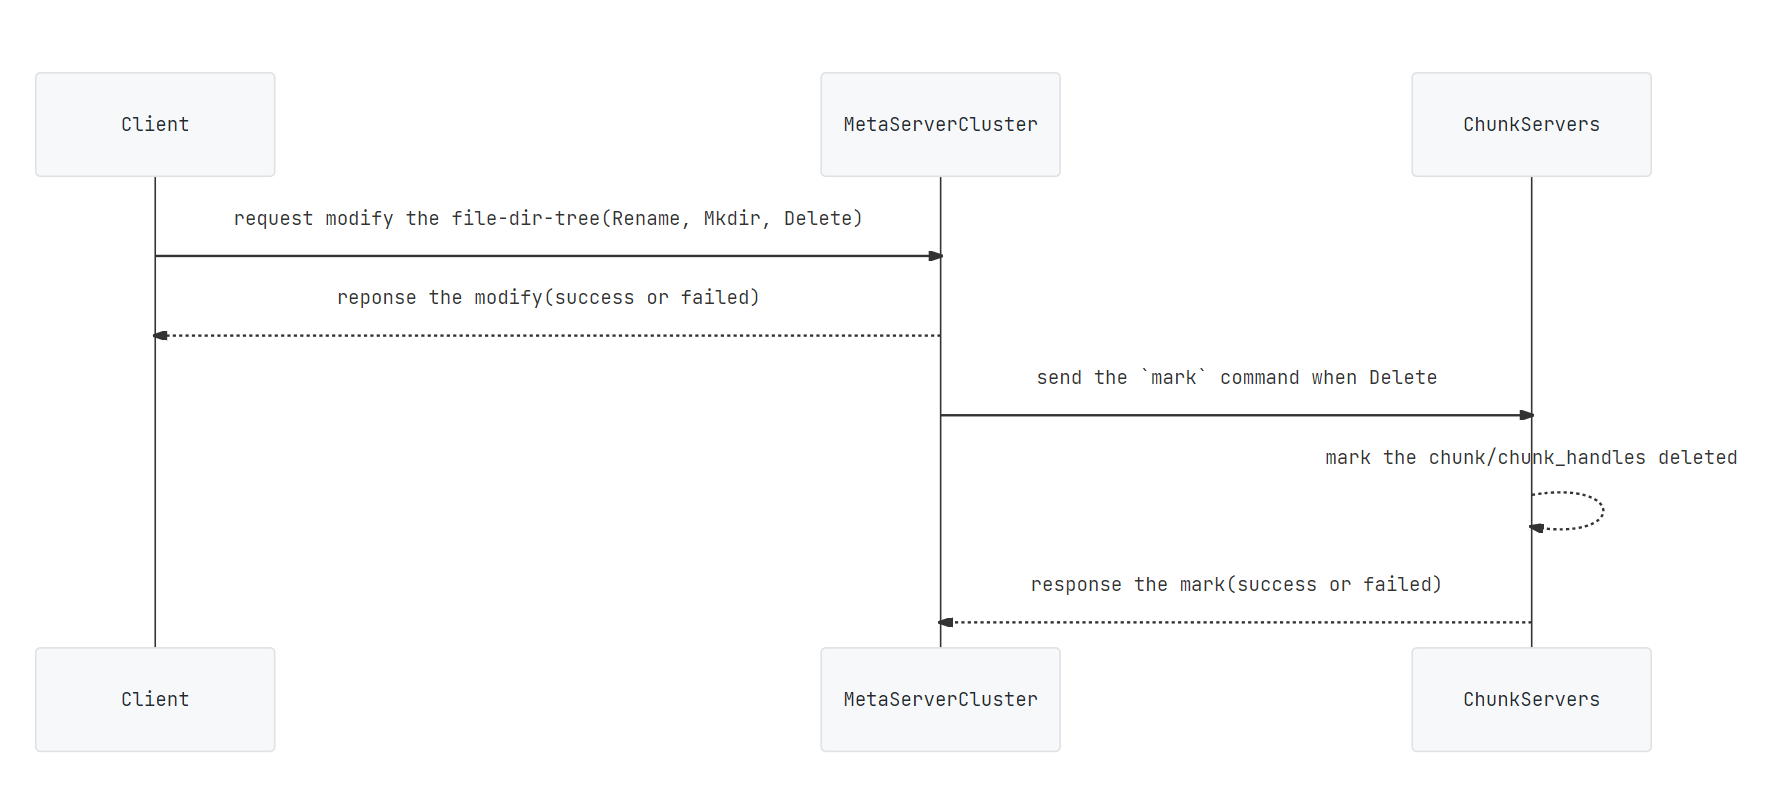 Client
MetaServerCluster
ChunkServers
request modify the file-dir-tree(Rename, Mkdir, Delete)
reponse the modify(success or failed)
send the `mark` command when Delete
mark the chunk/chunk_handles deleted
response the mark(success or failed)
Client
MetaServerCluster
ChunkServers